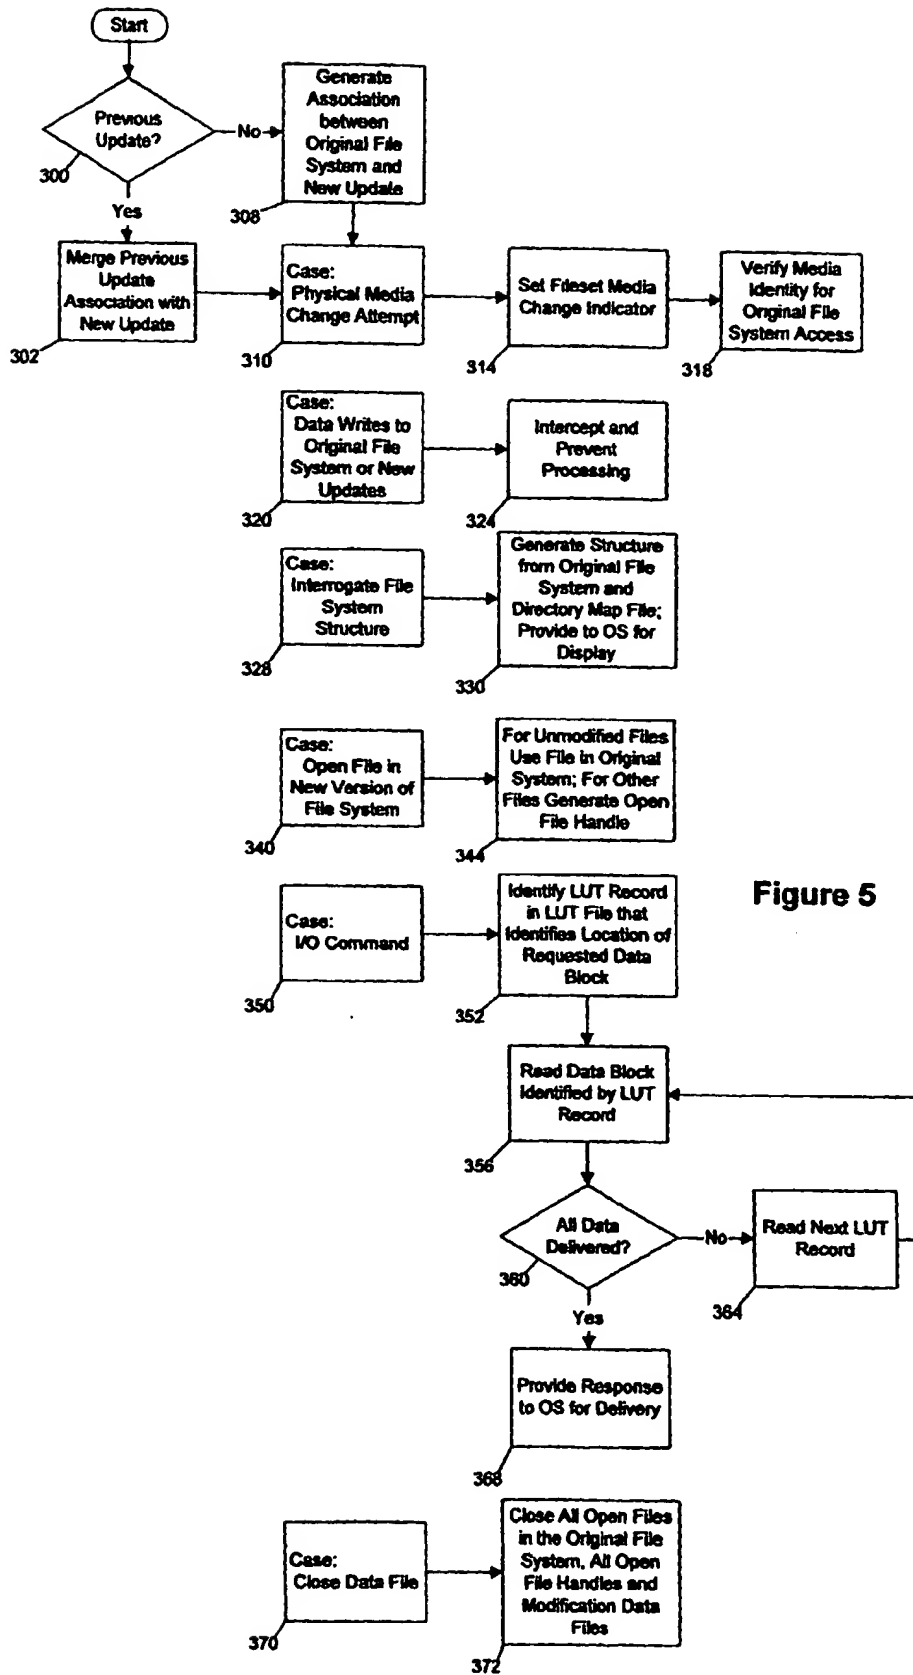 Start
Previous
Update?
300
No
Generate
Association
between
Original File
System and
New Update
308
Yes
Merge Previous
Update
Association with
New Update
302
Case:
Physical Media
Change Attempt
310
Set Fileset Media
Change Indicator
314
Verify Media
Identity for
Original File
System Access
318
Case:
Data Writes to
Original File
System or New
Updates
320
Intercept and
Prevent
Processing
324
Case:
Interrogate File
System
Structure
328
Generate Structure
from Original File
System and
Directory Map File;
Provide to OS for
Display
330
Case:
Open File in
New Version of
File System
340
For Unmodified Files
Use File in Original
System; For Other
Files Generate Open
File Handle
344
Case:
I/O Command
350
Identify LUT Record
in LUT File that
Identifies Location of
Requested Data
Block
352
Figure 5
Read Data Block
Identified by LUT
Record
356
All Data
Delivered?
360
No
Read Next LUT
Record
364
Yes
Provide Response
to OS for Delivery
368
Case:
Close Data File
370
Close All Open Files
in the Original File
System, All Open
File Handles and
Modification Data
Files
372